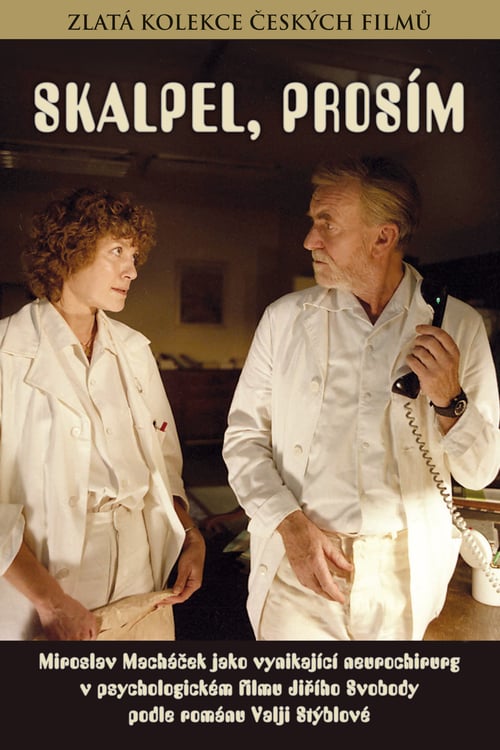 ZLATÁ KOLEKCE ČESKÝCH FILMŮ
SKALPEL, PROSÍM
Miroslav Macháček jako vynikající neurochirurg
v psychologickém filmu Jiřího Svobody
podle románu Valji Stýblové